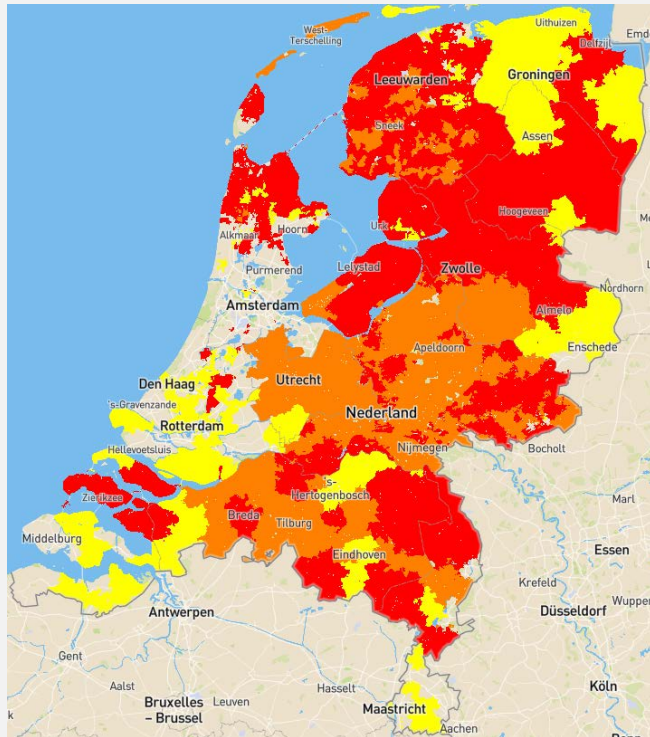 Uithuizen
West-
Terschelling
Delfzijl
Emde
Leeuwarden
Groningen
Sneek
Assen
Hoogeveen
Alkmaar
Hoorn
Urk
Me
Purmerend
Lelystad
Zwolle
Nordhorn
Amsterdam
Almelo
Apeldoorn
Enschede
Den Haag
Utrecht
's-Gravenzande
Nederland
Rotterdam
Hellevoetsluis
Nijmegen
Bocholt
Zierikzee
's-
Hertogenbosch
Marl
Breda
Tilburg
Middelburg
Eindhoven
Essen
Krefeld
Wupper
Antwerpen
Düsseldorf
Gent
Aalst
Leuven
Hasselt
Köln
k
Bruxelles
– Brussel
Maastricht
Aachen